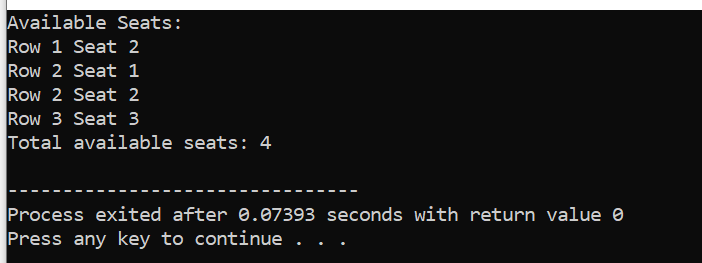 Available Seats:
Row 1 Seat 2
Row 2 Seat 1
Row 2 Seat 2
Row 3 Seat 3
Total available seats: 4
--------------------------------
Process exited after 0.07393 seconds with return value 0
Press any key to continue . . .